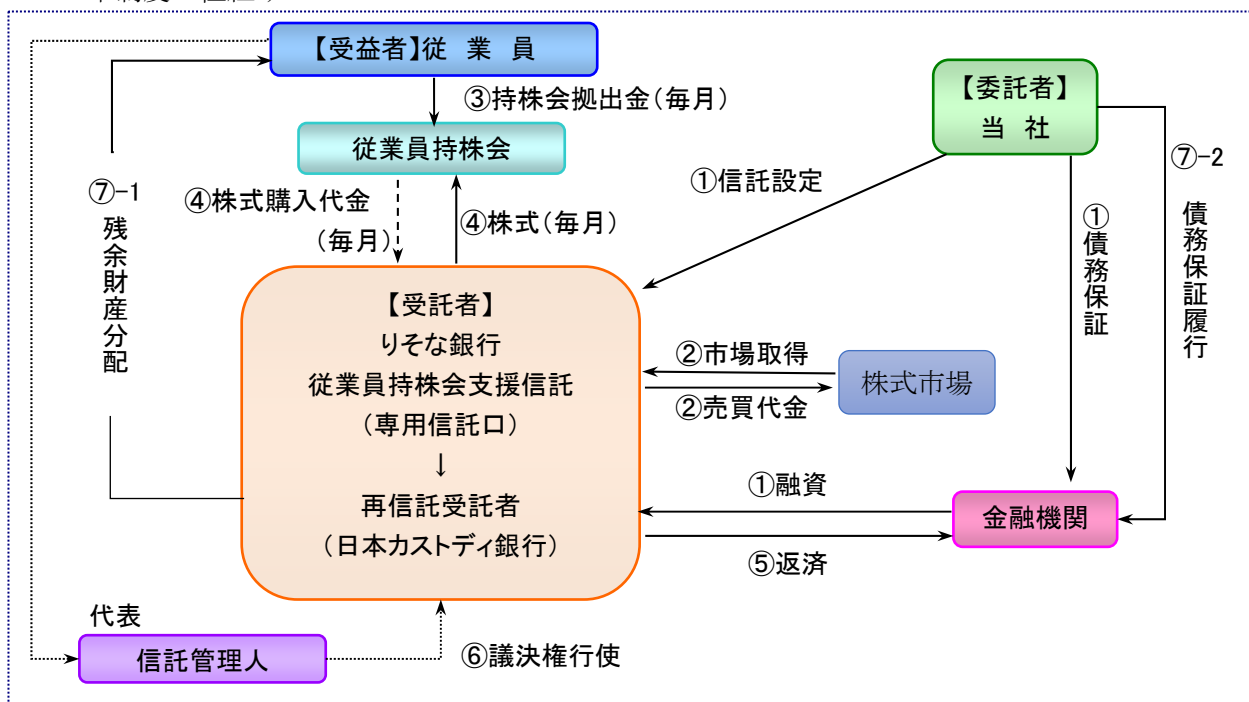 【受益者】従 業 員
③持株会拠出金(毎月)
従業員持株会
【委託者】
当 社
①信託設定
⑦-2
債務保証履行
①債務保証
⑦-1
残余財産分配
④株式購入代金
(毎月)
④株式(毎月)
【受託者】
りそな銀行
従業員持株会支援信託
(専用信託口)
↓
再信託受託者
(日本カストディ銀行)
②市場取得
②売買代金
株式市場
①融資
⑤返済
金融機関
代表
信託管理人
⑥議決権行使